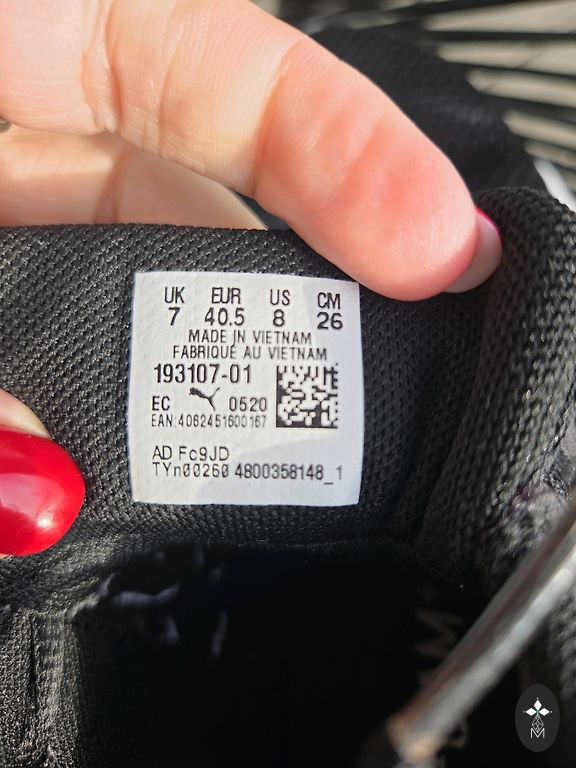 UK EUR US CM
7 40.5 8 26
MADE IN VIETNAM
FABRIQUÉ AU VIETNAM
193107-01
EC 0520
EAN:4062451600167
AD Fc9JD
TYn00260 4800358148_1